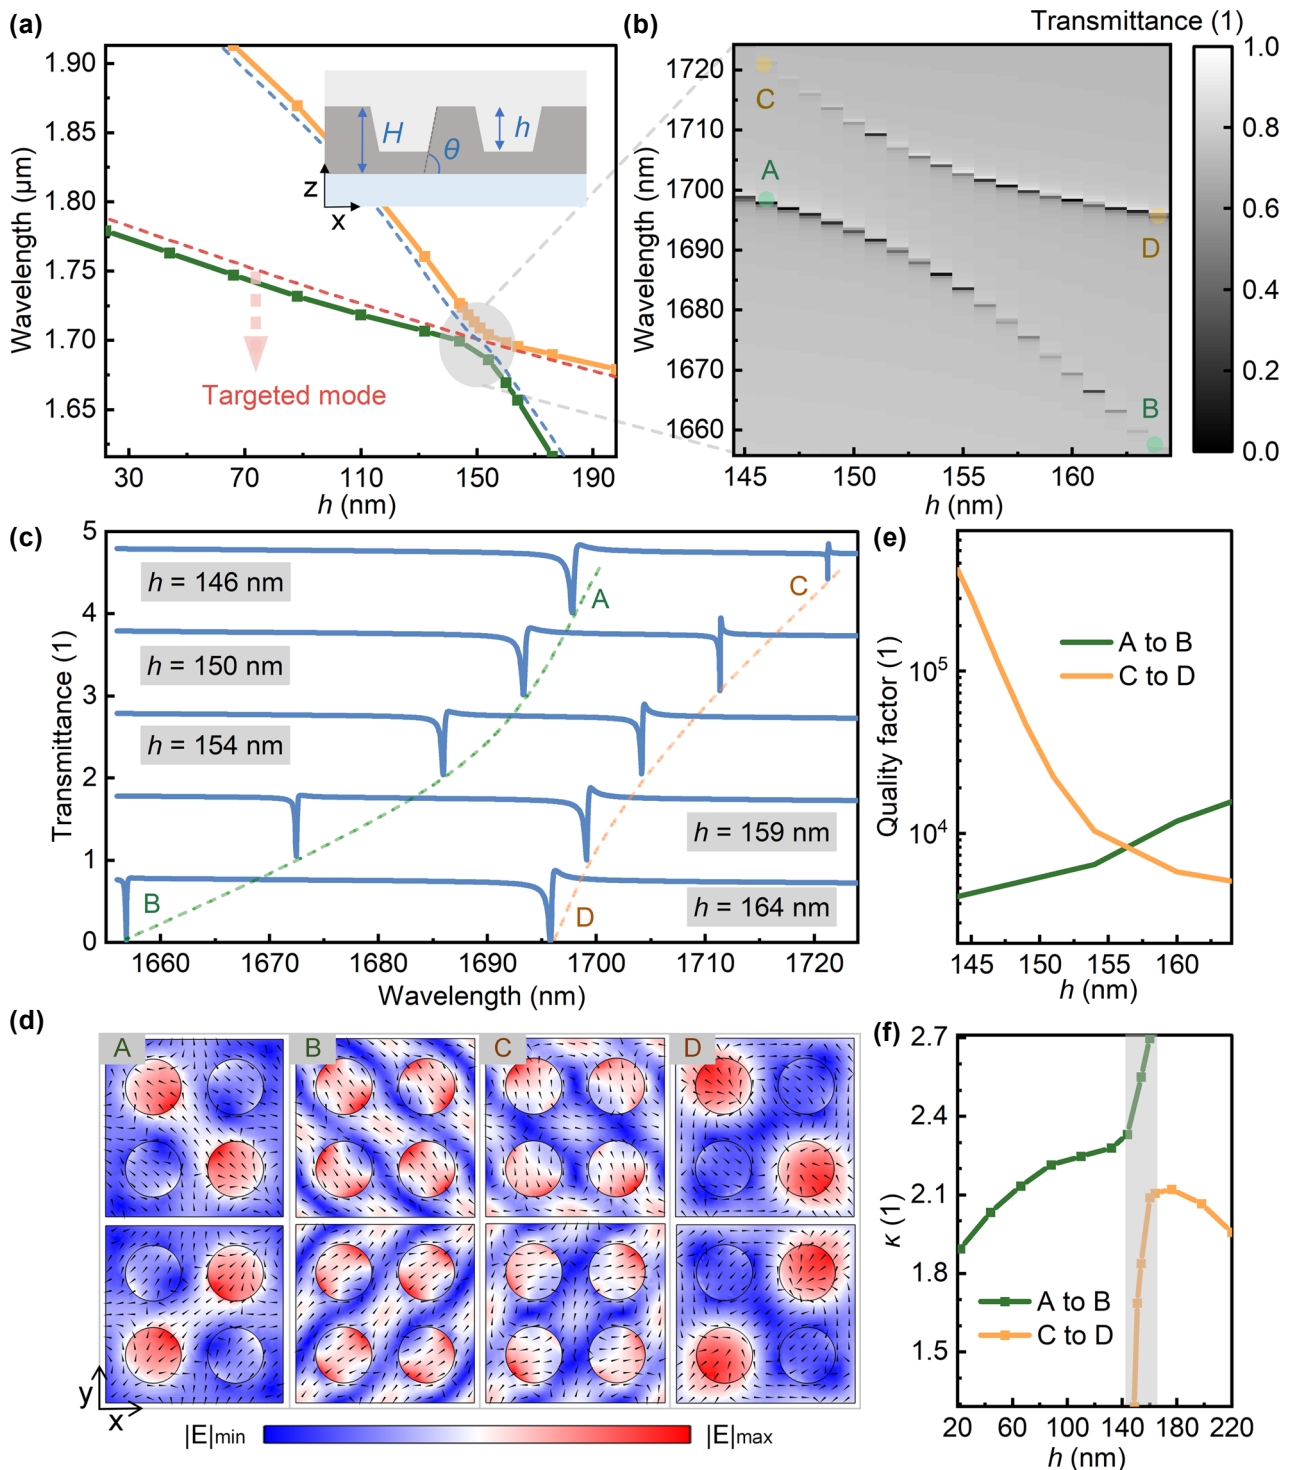 (a)
1.90
1.85
1.80
1.75
1.70
1.65
Wavelength (μm)
30
70
110
150
190
h (nm)
H
h
θ
z
x
Targeted mode
(b)
Transmittance (1)
1720
1710
1700
1690
1680
1670
1660
Wavelength (nm)
145
150
155
160
h (nm)
C
A
D
B
1.0
0.8
0.6
0.4
0.2
0.0
(c)
5
4
3
2
1
0
Transmittance (1)
h = 146 nm
h = 150 nm
h = 154 nm
h = 159 nm
h = 164 nm
A
C
B
D
1660
1670
1680
1690
1700
1710
1720
Wavelength (nm)
(e)
Quality factor (1)
10⁵
10⁴
A to B
C to D
145
150
155
160
h (nm)
(d)
A
B
C
D
y
x
|E|min
|E|max
(f)
2.7
2.4
2.1
1.8
1.5
κ (1)
A to B
C to D
20
60
100
140
180
220
h (nm)